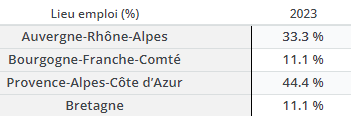 Lieu emploi (%) 2023
Auvergne-Rhône-Alpes 33.3 %
Bourgogne-Franche-Comté 11.1 %
Provence-Alpes-Côte d’Azur 44.4 %
Bretagne 11.1 %